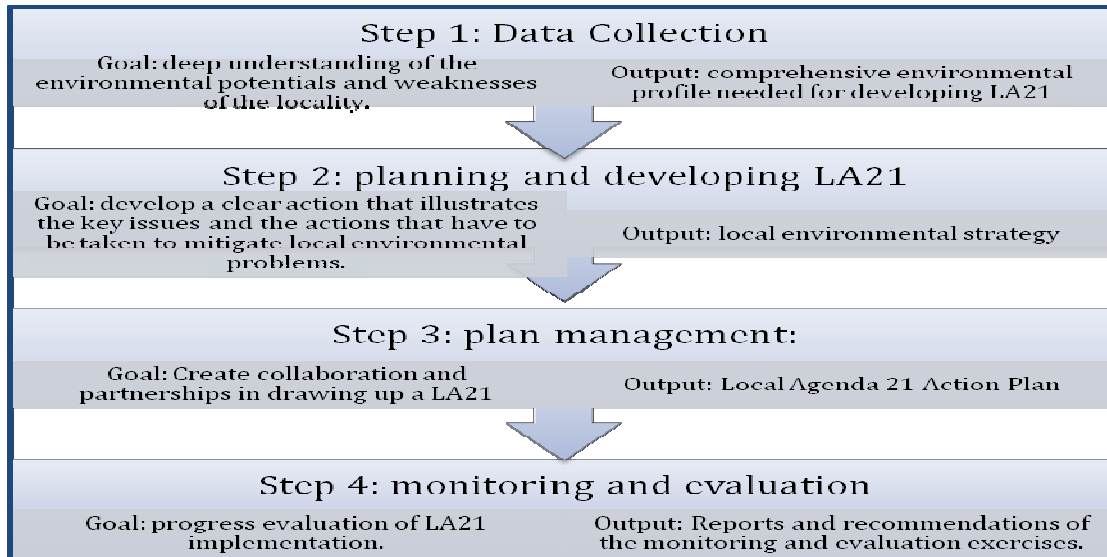 Step 1: Data Collection
Goal: deep understanding of the
environmental potentials and weaknesses
of the locality.
Output: comprehensive environmental
profile needed for developing LA21
Step 2: planning and developing LA21
Goal: develop a clear action that illustrates
the key issues and the actions that have to
be taken to mitigate local environmental
problems.
Output: local environmental strategy
Step 3: plan management:
Goal: Create collaboration and
partnerships in drawing up a LA21
Output: Local Agenda 21 Action Plan
Step 4: monitoring and evaluation
Goal: progress evaluation of LA21
implementation.
Output: Reports and recommendations of
the monitoring and evaluation exercises.